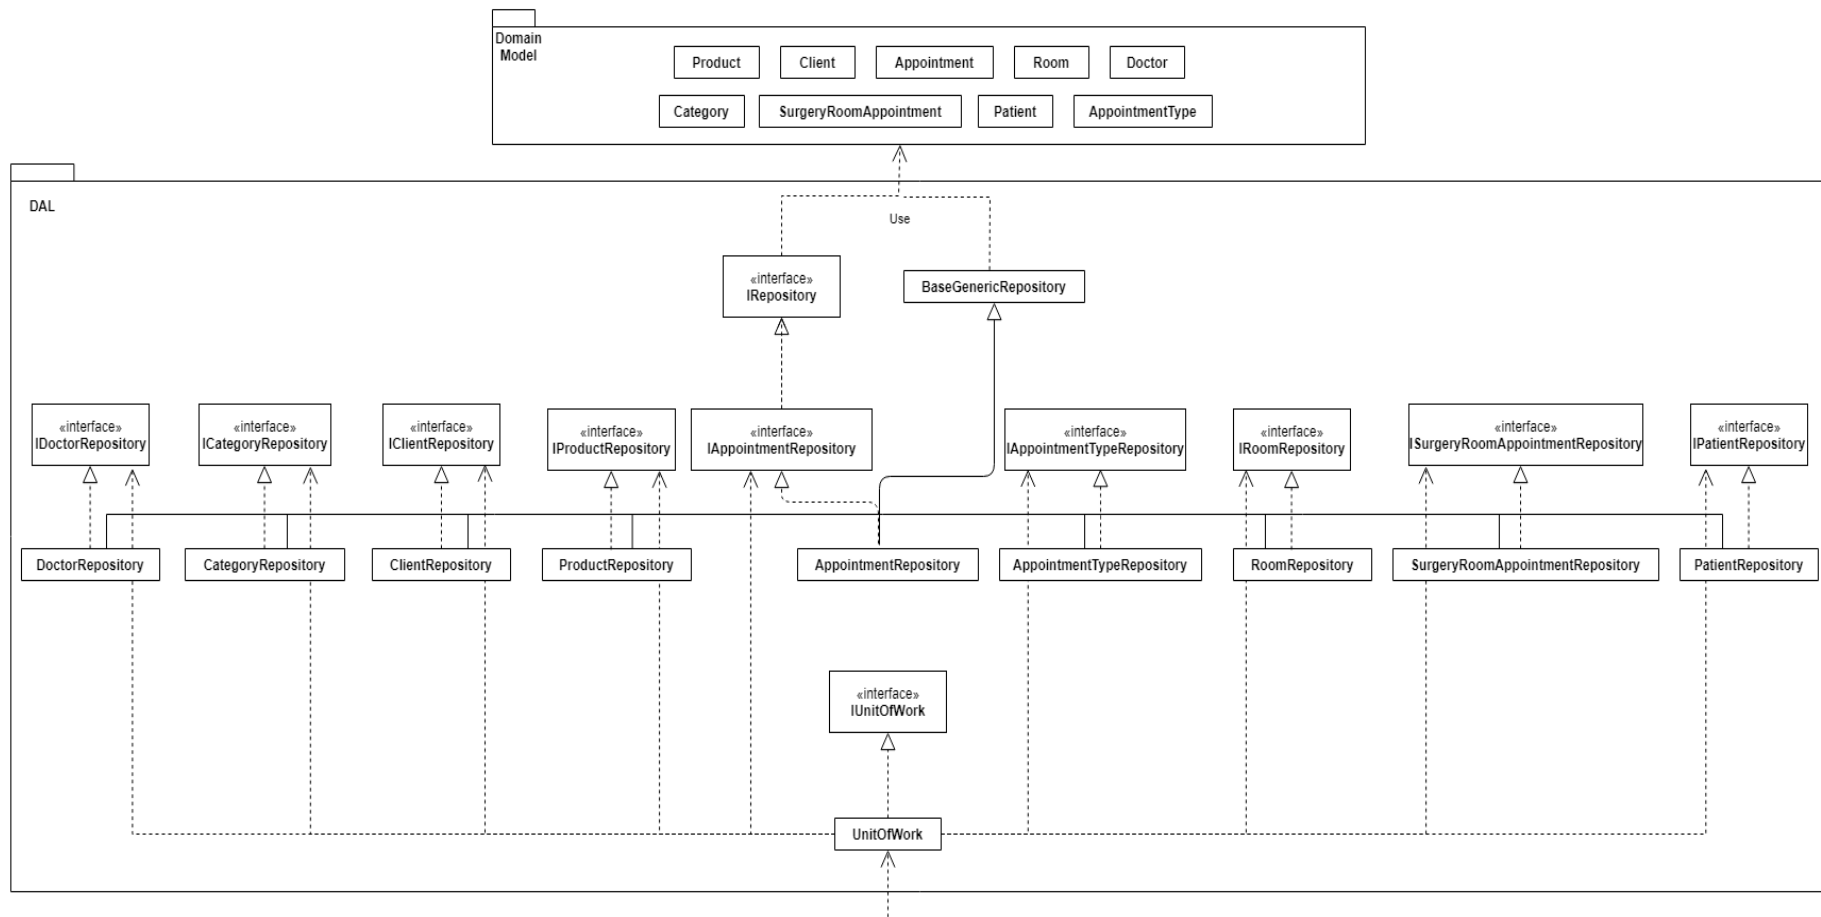 Domain
Model
Product
Client
Appointment
Room
Doctor
Category
SurgeryRoomAppointment
Patient
AppointmentType
DAL
Use
«interface»
IRepository
BaseGenericRepository
«interface»
IDoctorRepository
«interface»
ICategoryRepository
«interface»
IClientRepository
«interface»
IProductRepository
«interface»
IAppointmentRepository
«interface»
IAppointmentTypeRepository
«interface»
IRoomRepository
«interface»
ISurgeryRoomAppointmentRepository
«interface»
IPatientRepository
DoctorRepository
CategoryRepository
ClientRepository
ProductRepository
AppointmentRepository
AppointmentTypeRepository
RoomRepository
SurgeryRoomAppointmentRepository
PatientRepository
«interface»
IUnitOfWork
UnitOfWork